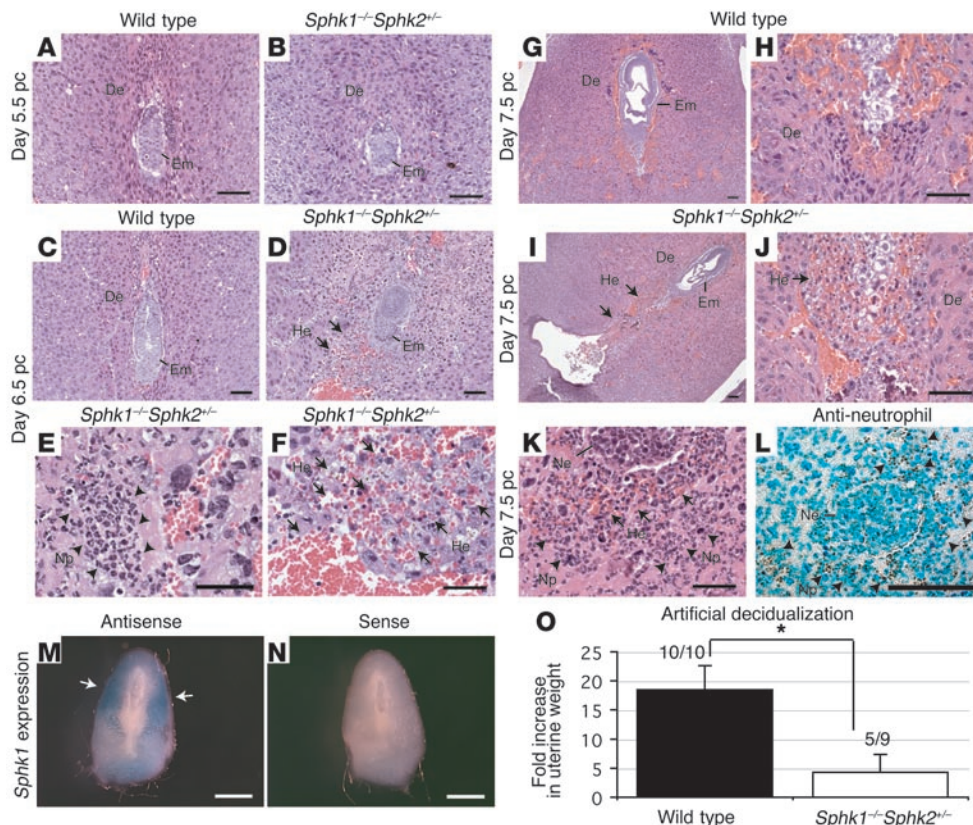 Wild type
Sphk1–/–Sphk2+/–
Wild type
A
B
G
H
Day 5.5 pc
De
Em
De
Em
Day 7.5 pc
De
Em
De
Wild type
Sphk1–/–Sphk2+/–
Sphk1–/–Sphk2+/–
C
D
I
J
Day 6.5 pc
De
Em
He
Em
Day 7.5 pc
De
He
Em
He
De
Sphk1–/–Sphk2+/–
Sphk1–/–Sphk2+/–
Anti-neutrophil
E
F
K
L
Np
He
He
Day 7.5 pc
Ne
He
Np
Np
Ne
Np
Antisense
Sense
M
N
Sphk1 expression
O
Artificial decidualization
*
10/10
5/9
Fold increase
in uterine weight
25
20
15
10
5
0
Wild type
Sphk1–/–Sphk2+/–